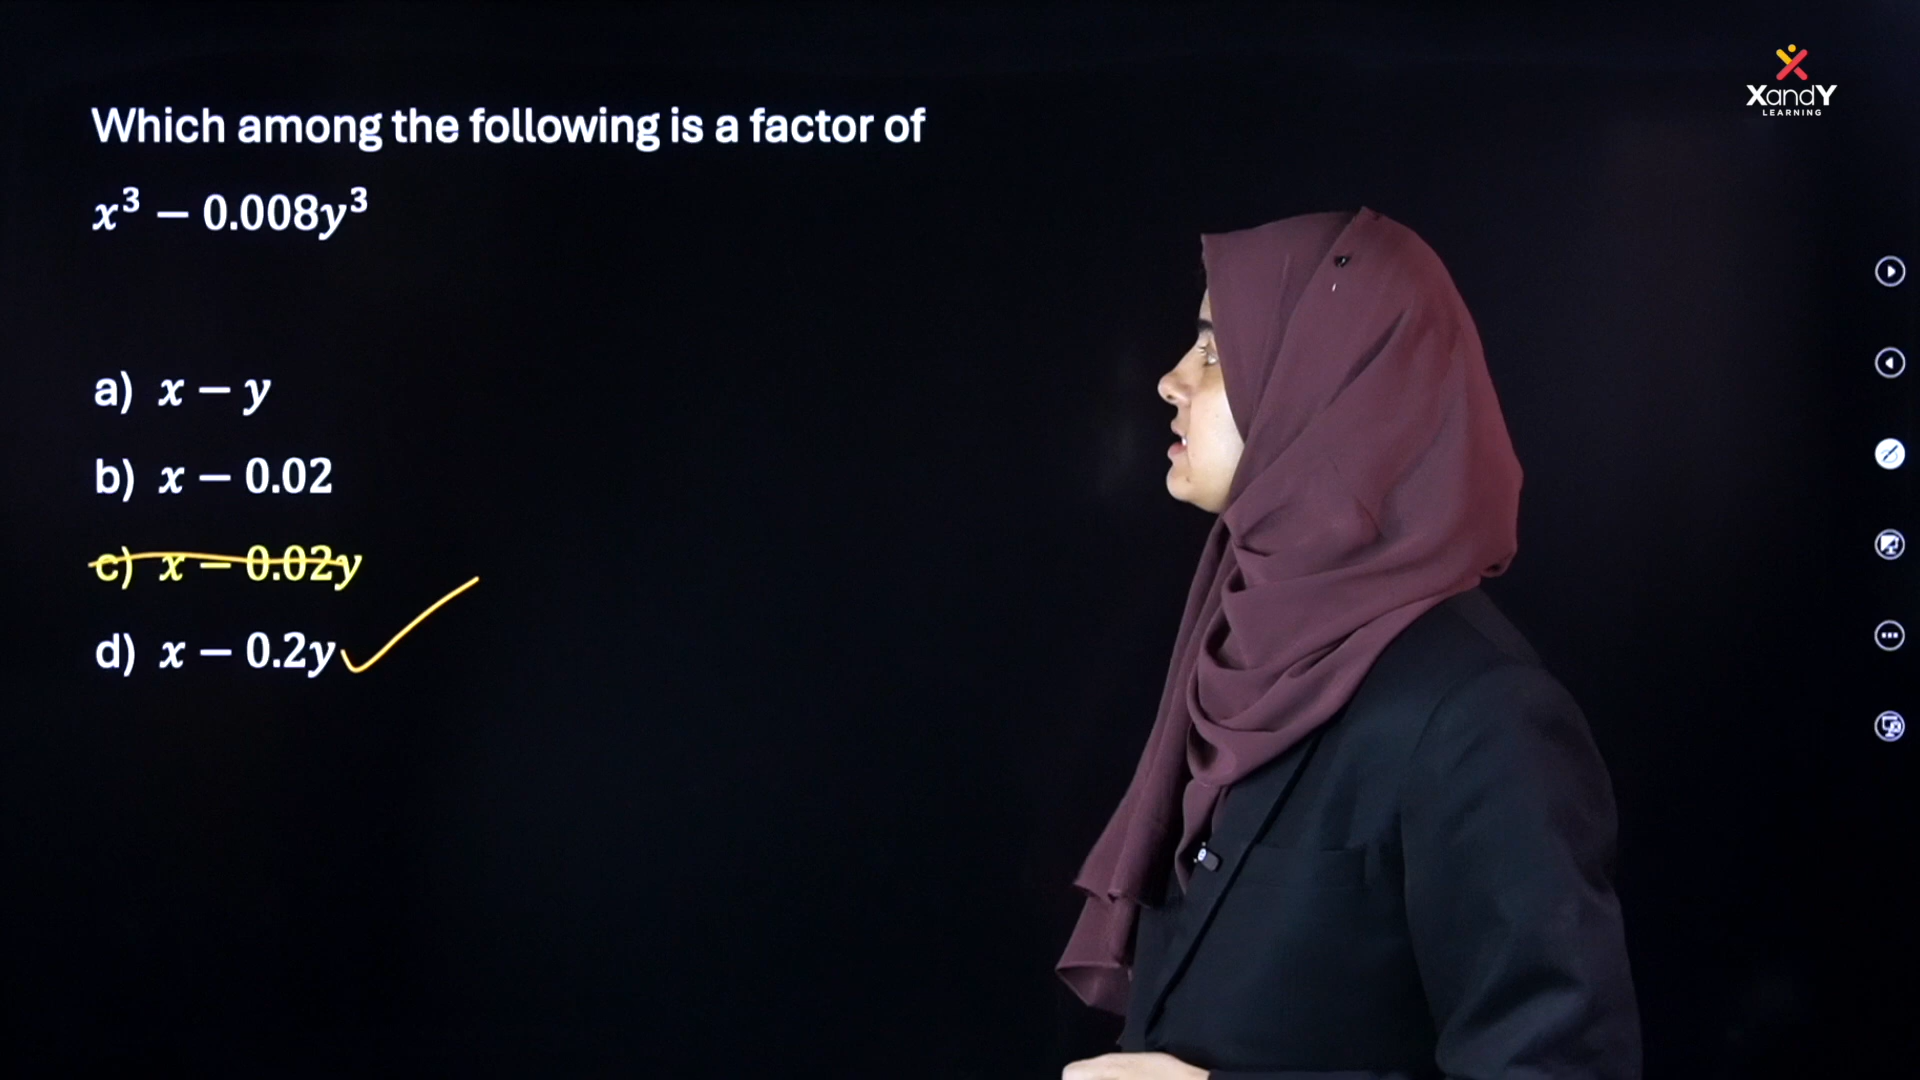 XandY
LEARNING
Which among the following is a factor of
x³ − 0.008y³
a) x − y
b) x − 0.02
c) x − 0.02y
d) x − 0.2y